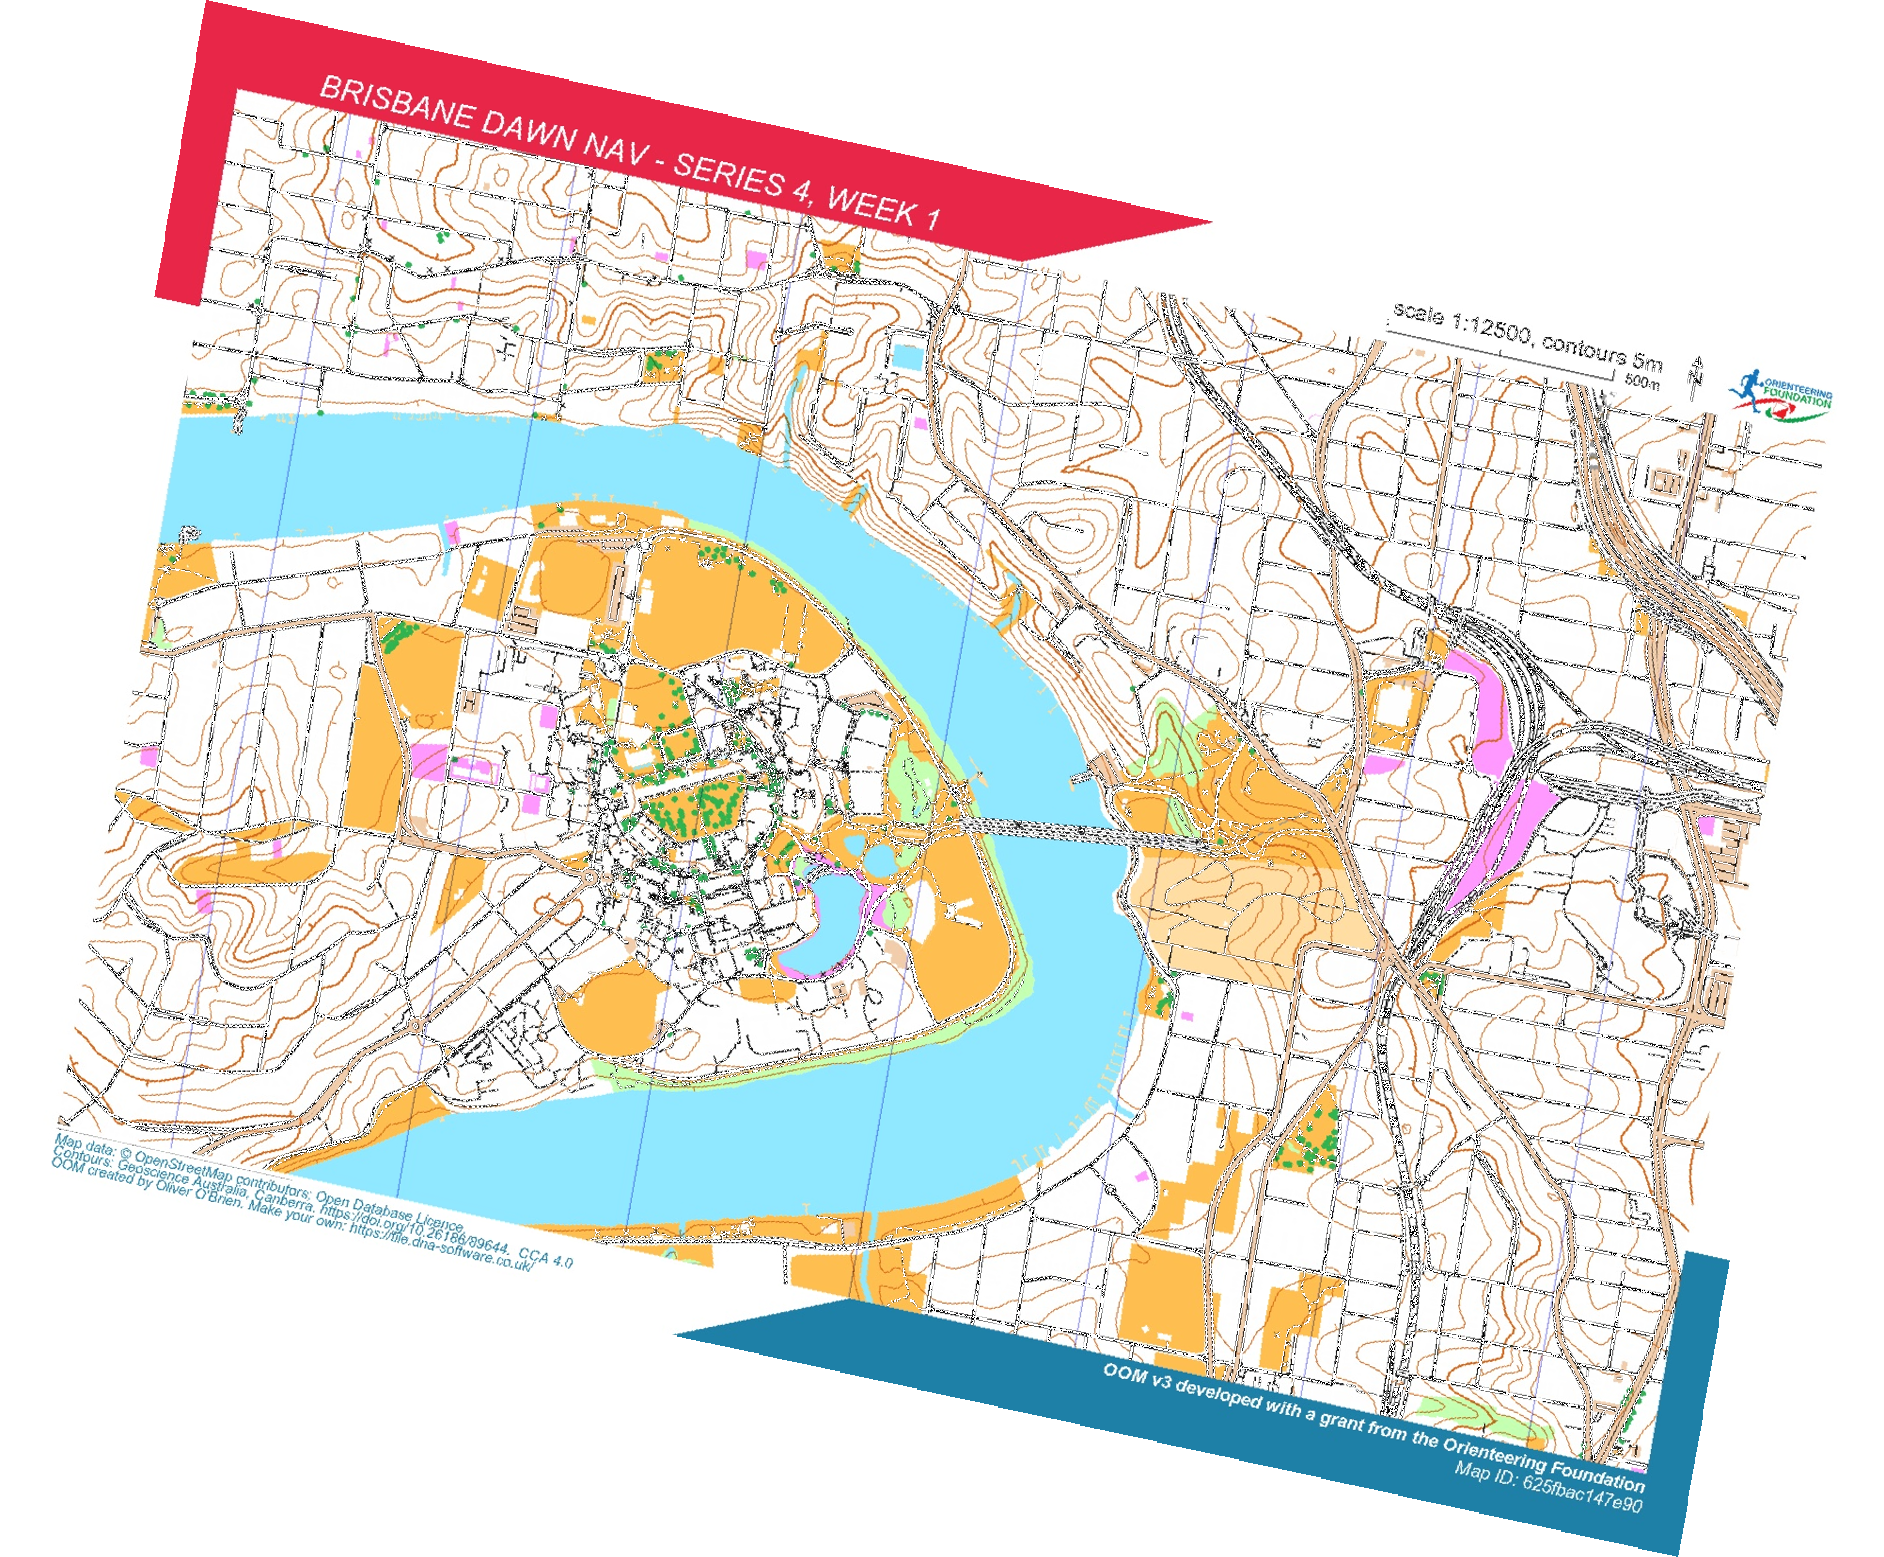 BRISBANE DAWN NAV - SERIES 4, WEEK 1
scale 1:12500, contours 5m
500m
ORIENTEERING
FOUNDATION
Map data: © OpenStreetMap contributors; Open Database Licence.
Contours: Geoscience Australia, Canberra. https://doi.org/10.26186/89644. CCA 4.0
OOM created by Oliver O'Brien. Make your own: https://file.dna-software.co.uk/
OOM v3 developed with a grant from the Orienteering Foundation
Map ID: 625fbac147e90